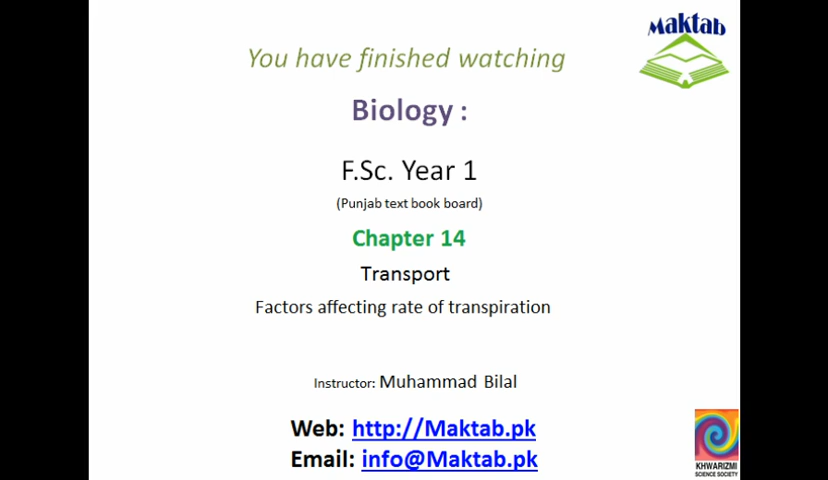 Maktab
You have finished watching
Biology :
F.Sc. Year 1
(Punjab text book board)
Chapter 14
Transport
Factors affecting rate of transpiration
Instructor: Muhammad Bilal
Web: http://Maktab.pk
Email: info@Maktab.pk
KHWARIZMI
SCIENCE SOCIETY